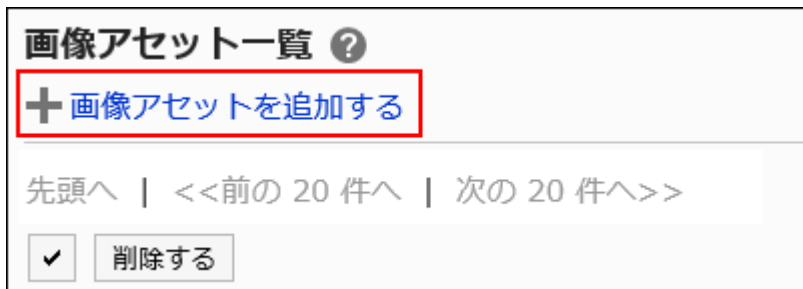 画像アセット一覧 ?
+画像アセットを追加する
先頭へ | <<前の 20 件へ | 次の 20 件へ>>
削除する